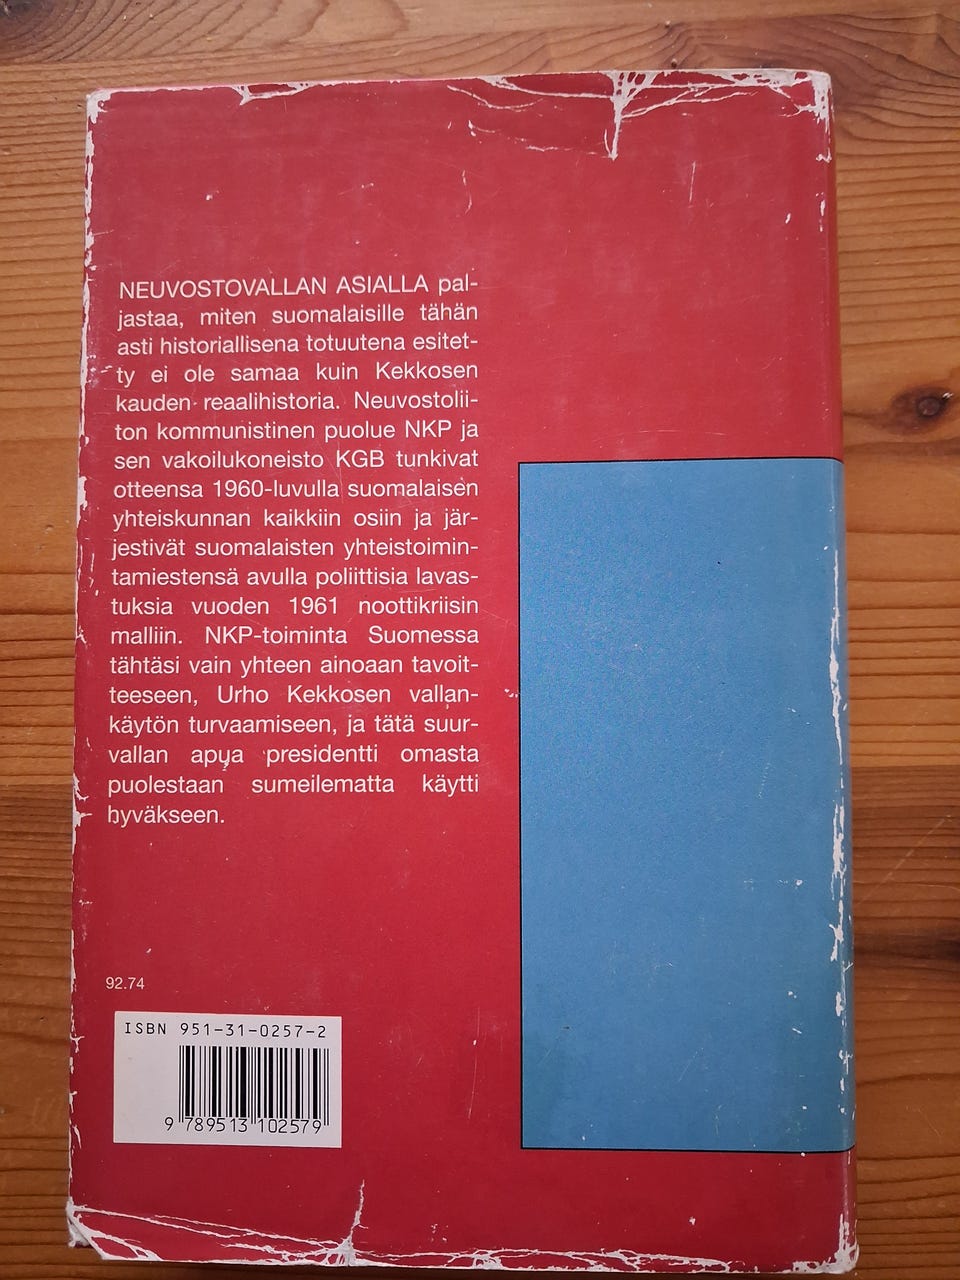 NEUVOSTOVALLAN ASIALLA pal-
jastaa, miten suomalaisille tähän
asti historiallisena totuutena esitet-
ty ei ole samaa kuin Kekkosen
kauden reaalihistoria. Neuvostolii-
ton kommunistinen puolue NKP ja
sen vakoilukoneisto KGB tunkivat
otteensa 1960-luvulla suomalaisen
yhteiskunnan kaikkiin osiin ja jär-
jestivät suomalaisten yhteistoimin-
tamiestensä avulla poliittisia lavas-
tuksia vuoden 1961 noottikriisin
malliin. NKP-toiminta Suomessa
tähtäsi vain yhteen ainoaan tavoit-
teeseen, Urho Kekkosen vallan-
käytön turvaamiseen, ja tätä suur-
vallan apua presidentti omasta
puolestaan sumeilematta käytti
hyväkseen.
92.74
ISBN 951-31-0257-2
9 789513 102579